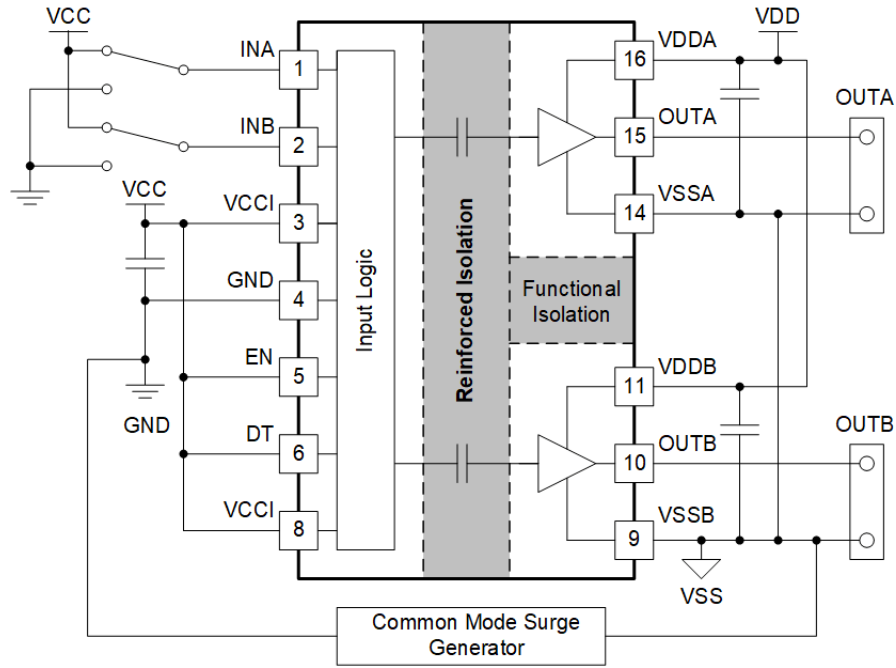 VCC
VDD
INA
1
16
VDDA
OUTA
OUTA
15
INB
2
VCC
VSSA
14
VCCI
3
GND
4
Input Logic
Reinforced Isolation
Functional
Isolation
EN
5
11
VDDB
GND
DT
6
OUTB
10
OUTB
VCCI
8
VSSB
9
VSS
Common Mode Surge
Generator